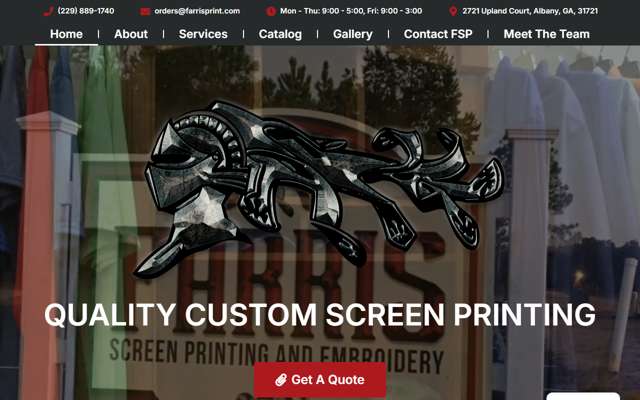 (229) 889-1740 orders@farrisprint.com Mon - Thu: 9:00 - 5:00, Fri: 9:00 - 3:00 2721 Upland Court, Albany, GA, 31721
Home About Services Catalog Gallery Contact FSP Meet The Team
FARRIS
QUALITY CUSTOM SCREEN PRINTING
SCREEN PRINTING AND EMBROIDERY
Get A Quote